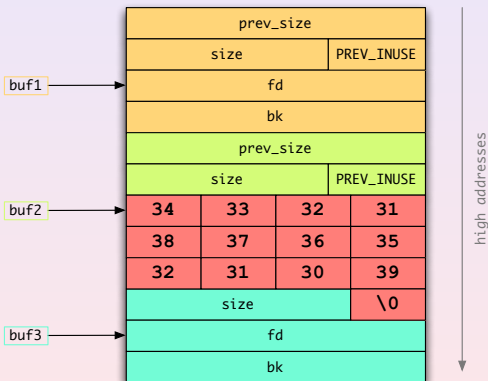 prev_size
size PREV_INUSE
buf1 fd
bk
prev_size
size PREV_INUSE
buf2 34 33 32 31
38 37 36 35
32 31 30 39
size \0
buf3 fd
bk
high addresses